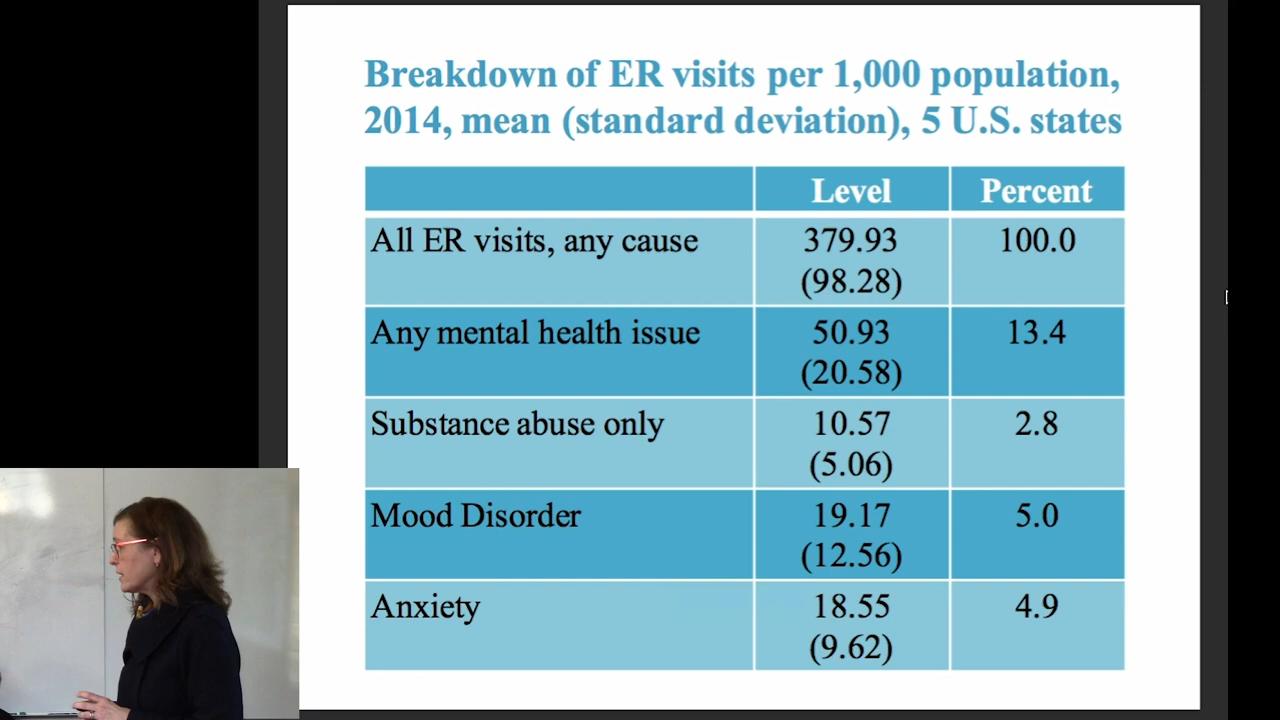 Breakdown of ER visits per 1,000 population,
2014, mean (standard deviation), 5 U.S. states
Level Percent
All ER visits, any cause 379.93 100.0
(98.28)
Any mental health issue 50.93 13.4
(20.58)
Substance abuse only 10.57 2.8
(5.06)
Mood Disorder 19.17 5.0
(12.56)
Anxiety 18.55 4.9
(9.62)